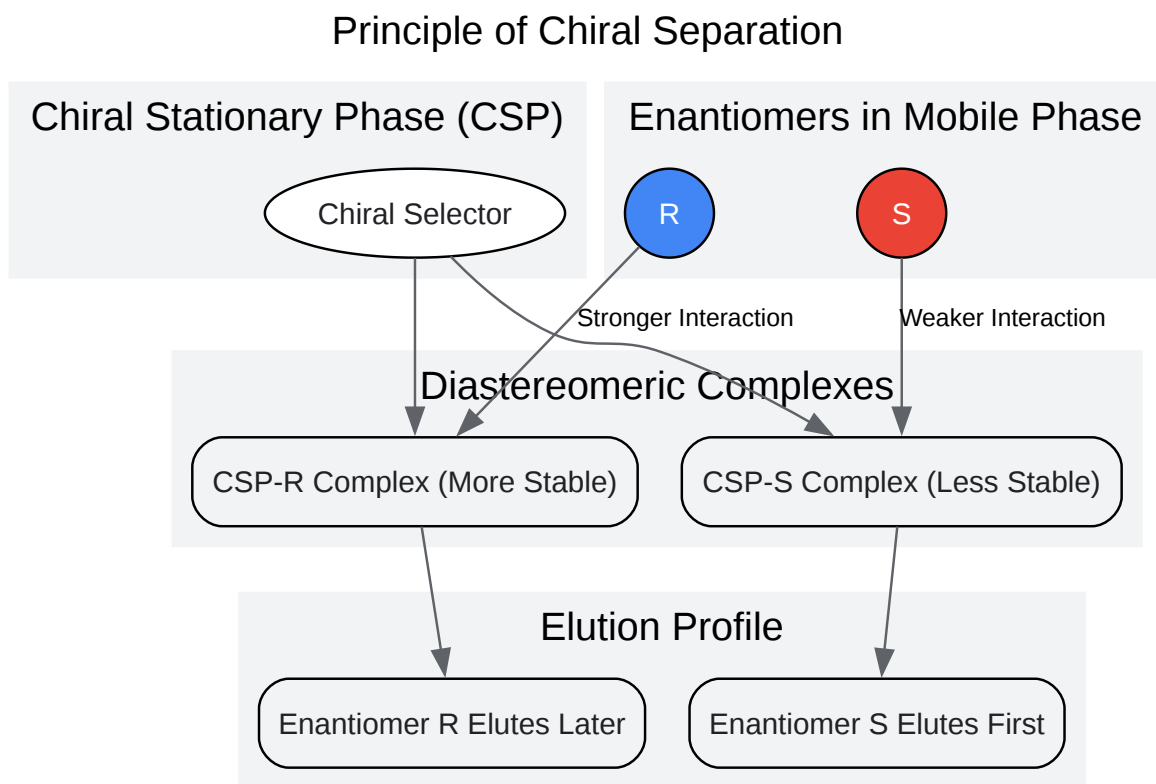 Principle of Chiral Separation
Chiral Stationary Phase (CSP)
Enantiomers in Mobile Phase
Chiral Selector
R
S
Stronger Interaction
Weaker Interaction
Diastereomeric Complexes
CSP-R Complex (More Stable)
CSP-S Complex (Less Stable)
Elution Profile
Enantiomer R Elutes Later
Enantiomer S Elutes First